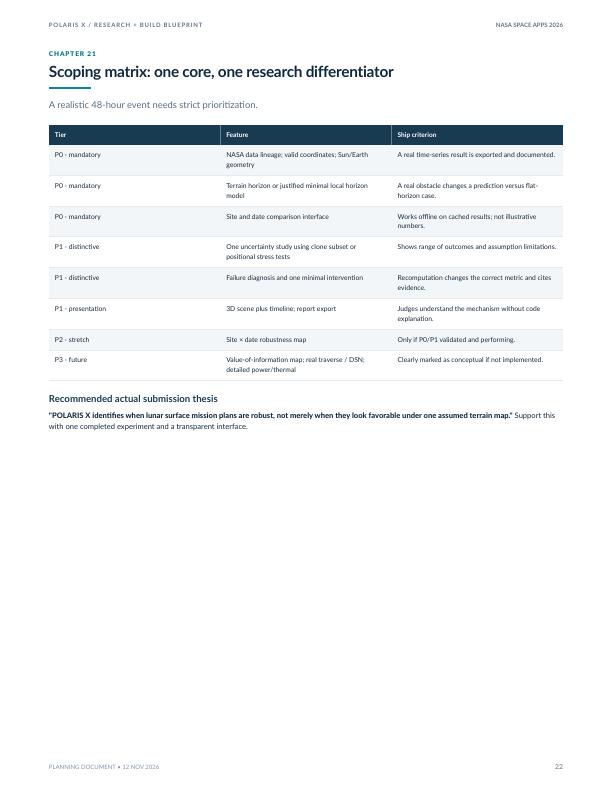 POLARIS X / RESEARCH + BUILD BLUEPRINT
NASA SPACE APPS 2026
CHAPTER 21
Scoping matrix: one core, one research differentiator
A realistic 48-hour event needs strict prioritization.
Tier Feature Ship criterion
P0 - mandatory NASA data lineage; valid coordinates; Sun/Earth A real time-series result is exported and documented.
geometry
P0 - mandatory Terrain horizon or justified minimal local horizon A real obstacle changes a prediction versus flat-
model horizon case.
P0 - mandatory Site and date comparison interface Works offline on cached results; not illustrative
numbers.
P1 - distinctive One uncertainty study using clone subset or Shows range of outcomes and assumption limitations.
positional stress tests
P1 - distinctive Failure diagnosis and one minimal intervention Recomputation changes the correct metric and cites
evidence.
P1 - presentation 3D scene plus timeline; report export Judges understand the mechanism without code
explanation.
P2 - stretch Site × date robustness map Only if P0/P1 validated and performing.
P3 - future Value-of-information map; real traverse / DSN; Clearly marked as conceptual if not implemented.
detailed power/thermal
Recommended actual submission thesis
"POLARIS X identifies when lunar surface mission plans are robust, not merely when they look favorable under one assumed terrain map." Support this
with one completed experiment and a transparent interface.
PLANNING DOCUMENT • 12 NOV 2026
22